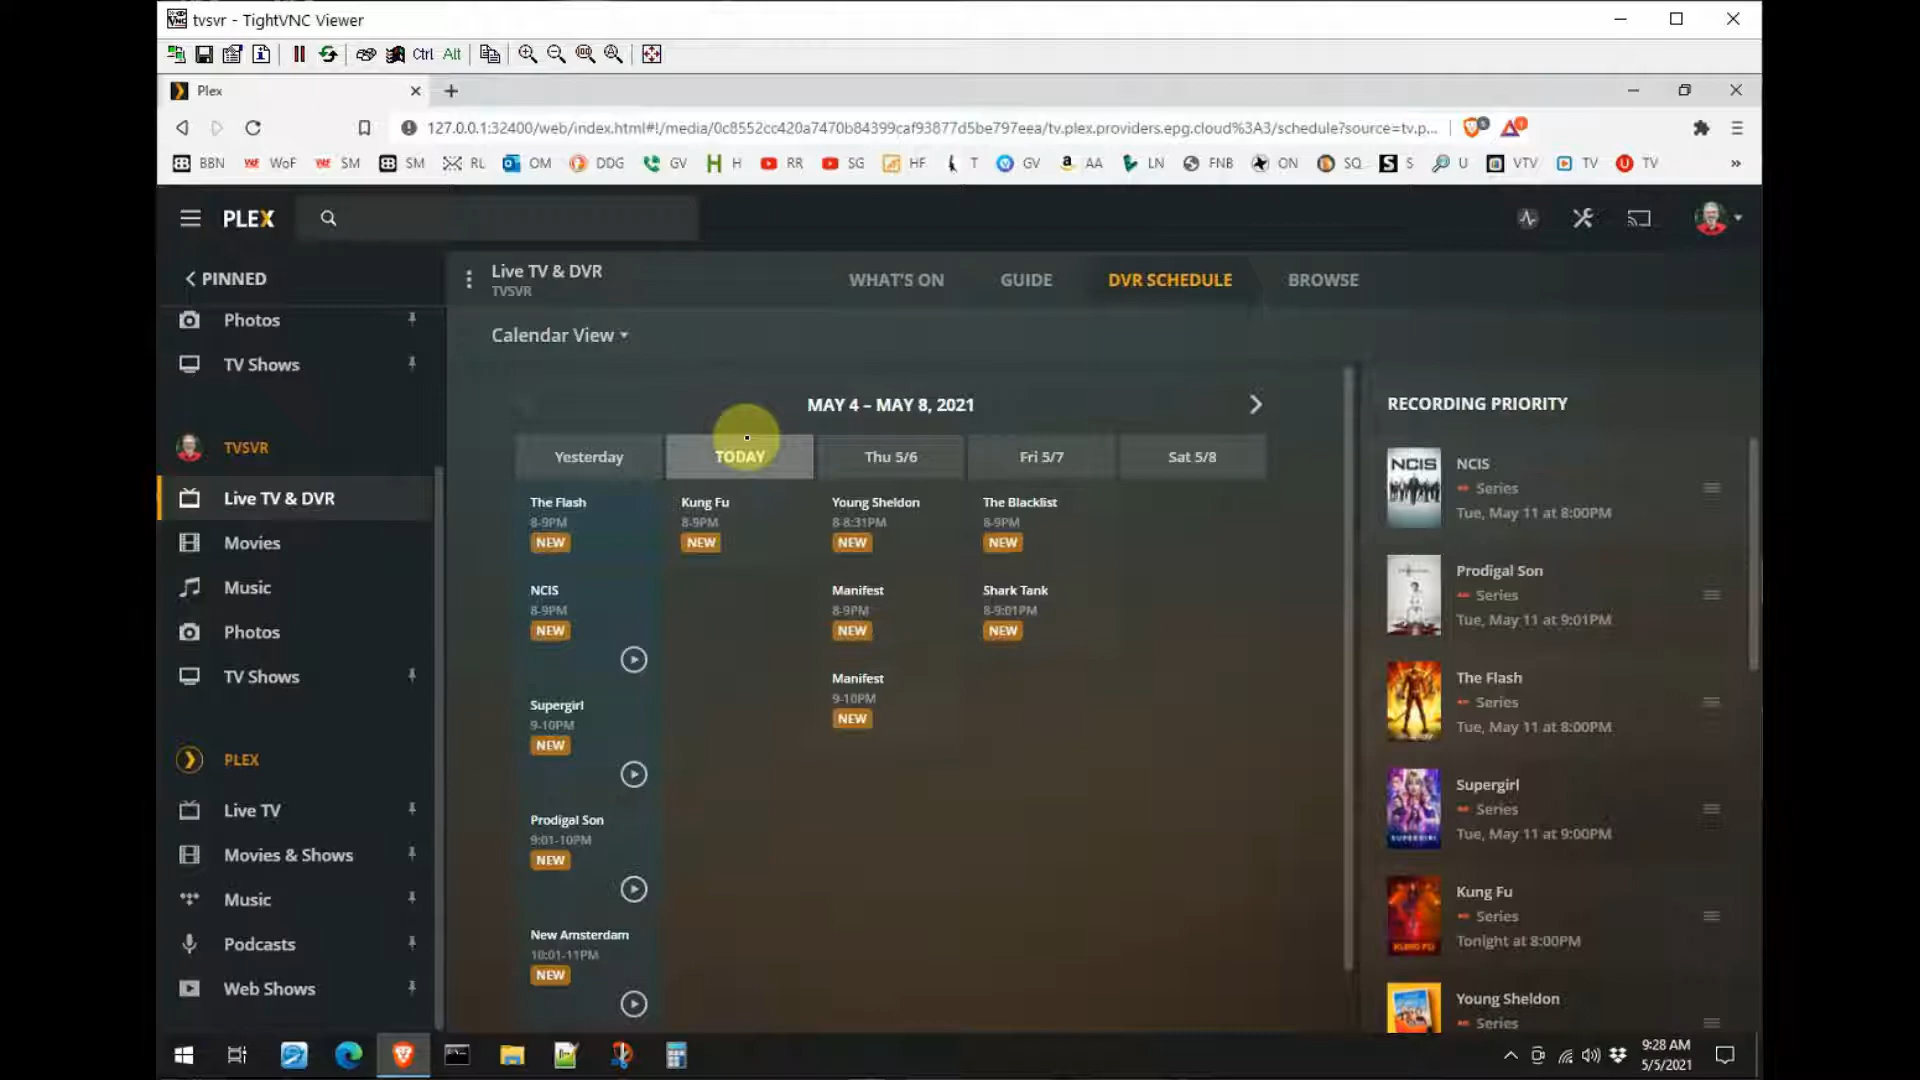 tvsvr - TightVNC Viewer
Ctrl Alt
Plex
127.0.0.1:32400/web/index.html#!/media/0c8552cc420a7470b84399caf93877d5be797eea/tv.plex.providers.epg.cloud%3A3/schedule?source=tv.p...
BBN WoF SM SM RL OM DDG GV H RR SG HF T GV AA LN FNB ON SQ S U VTV TV TV »
PLEX
PINNED
Photos
TV Shows
TVSVR
Live TV & DVR
Movies
Music
Photos
TV Shows
PLEX
Live TV
Movies & Shows
Music
Podcasts
Web Shows
Live TV & DVR
TVSVR
WHAT'S ON GUIDE DVR SCHEDULE BROWSE
Calendar View
MAY 4 – MAY 8, 2021
Yesterday TODAY Thu 5/6 Fri 5/7 Sat 5/8
The Flash
8-9PM
NEW
NCIS
8-9PM
NEW
Supergirl
9-10PM
NEW
Prodigal Son
9:01-10PM
NEW
New Amsterdam
10:01-11PM
NEW
Kung Fu
8-9PM
NEW
Young Sheldon
8-8:31PM
NEW
Manifest
8-9PM
NEW
Manifest
9-10PM
NEW
The Blacklist
8-9PM
NEW
Shark Tank
8-9:01PM
NEW
RECORDING PRIORITY
NCIS
NCIS
Series
Tue, May 11 at 8:00PM
Prodigal Son
Series
Tue, May 11 at 9:01PM
The Flash
Series
Tue, May 11 at 8:00PM
SUPERGIRL
Supergirl
Series
Tue, May 11 at 9:00PM
KUNG FU
Kung Fu
Series
Tonight at 8:00PM
Young Sheldon
Series
9:28 AM
5/5/2021